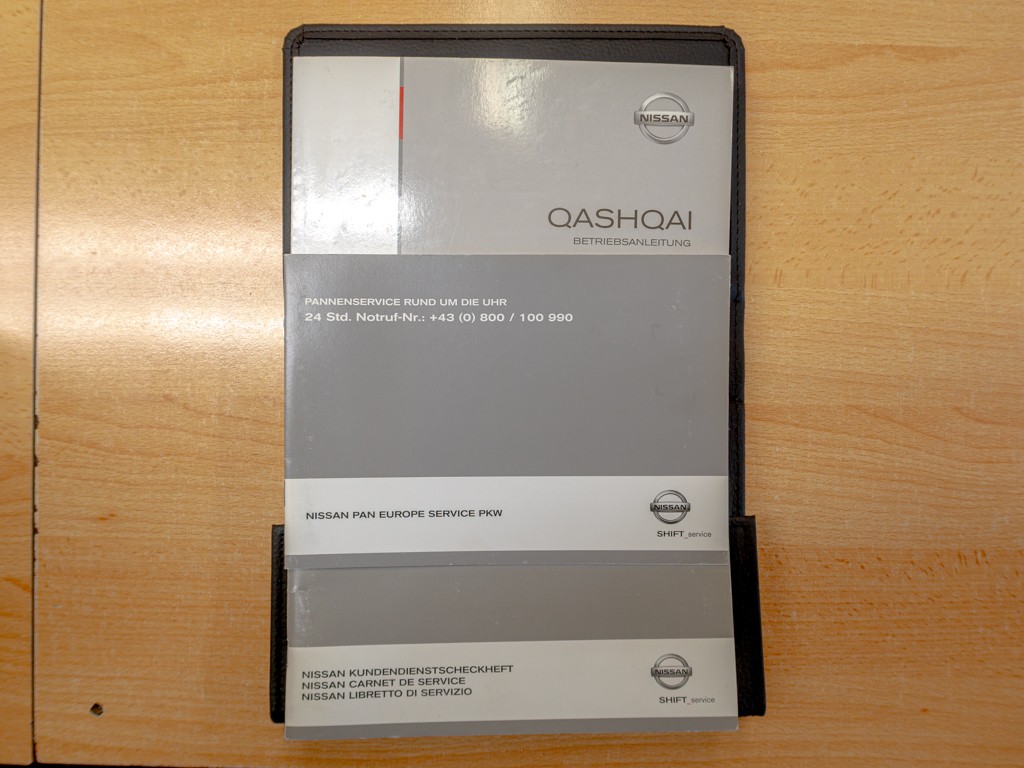 NISSAN
QASHQAI
BETRIEBSANLEITUNG
PANNENSERVICE RUND UM DIE UHR
24 Std. Notruf-Nr.: +43 (0) 800 / 100 990
NISSAN PAN EUROPE SERVICE PKW
NISSAN
SHIFT_service
NISSAN KUNDENDIENSTSCHECKHEFT
NISSAN CARNET DE SERVICE
NISSAN LIBRETTO DI SERVIZIO
NISSAN
SHIFT_service